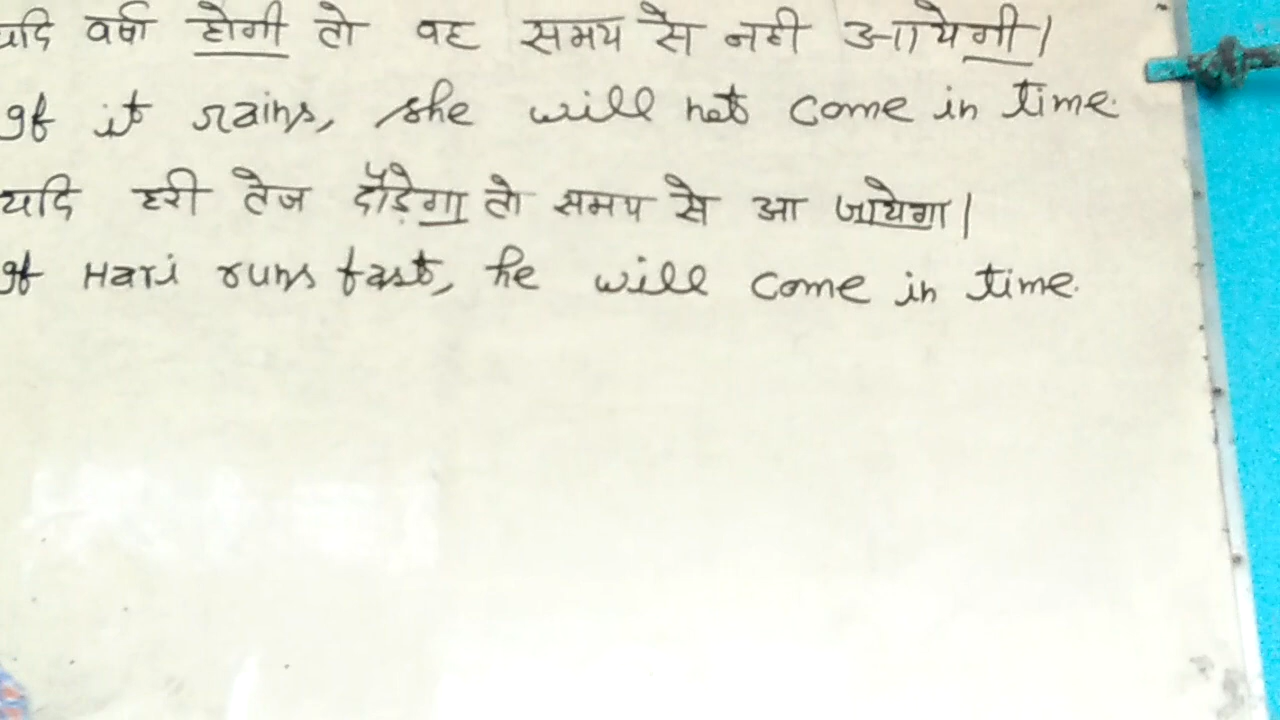 यदि वर्षा होगी तो वह समय से नही आयेगी।
If it rains, she will not come in time.
यदि हरी तेज दौड़ेगा तो समय से आ जायेगा।
If Hari runs fast, he will come in time.